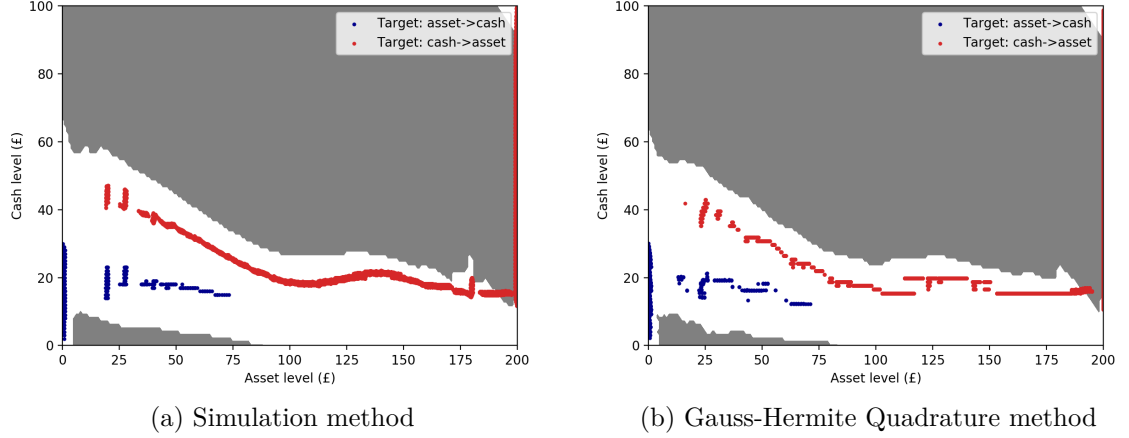 100
80
60
40
20
0
Cash level (£)
0 25 50 75 100 125 150 175 200
Asset level (£)
Target: asset->cash
Target: cash->asset
(a) Simulation method
100
80
60
40
20
0
Cash level (£)
0 25 50 75 100 125 150 175 200
Asset level (£)
Target: asset->cash
Target: cash->asset
(b) Gauss-Hermite Quadrature method